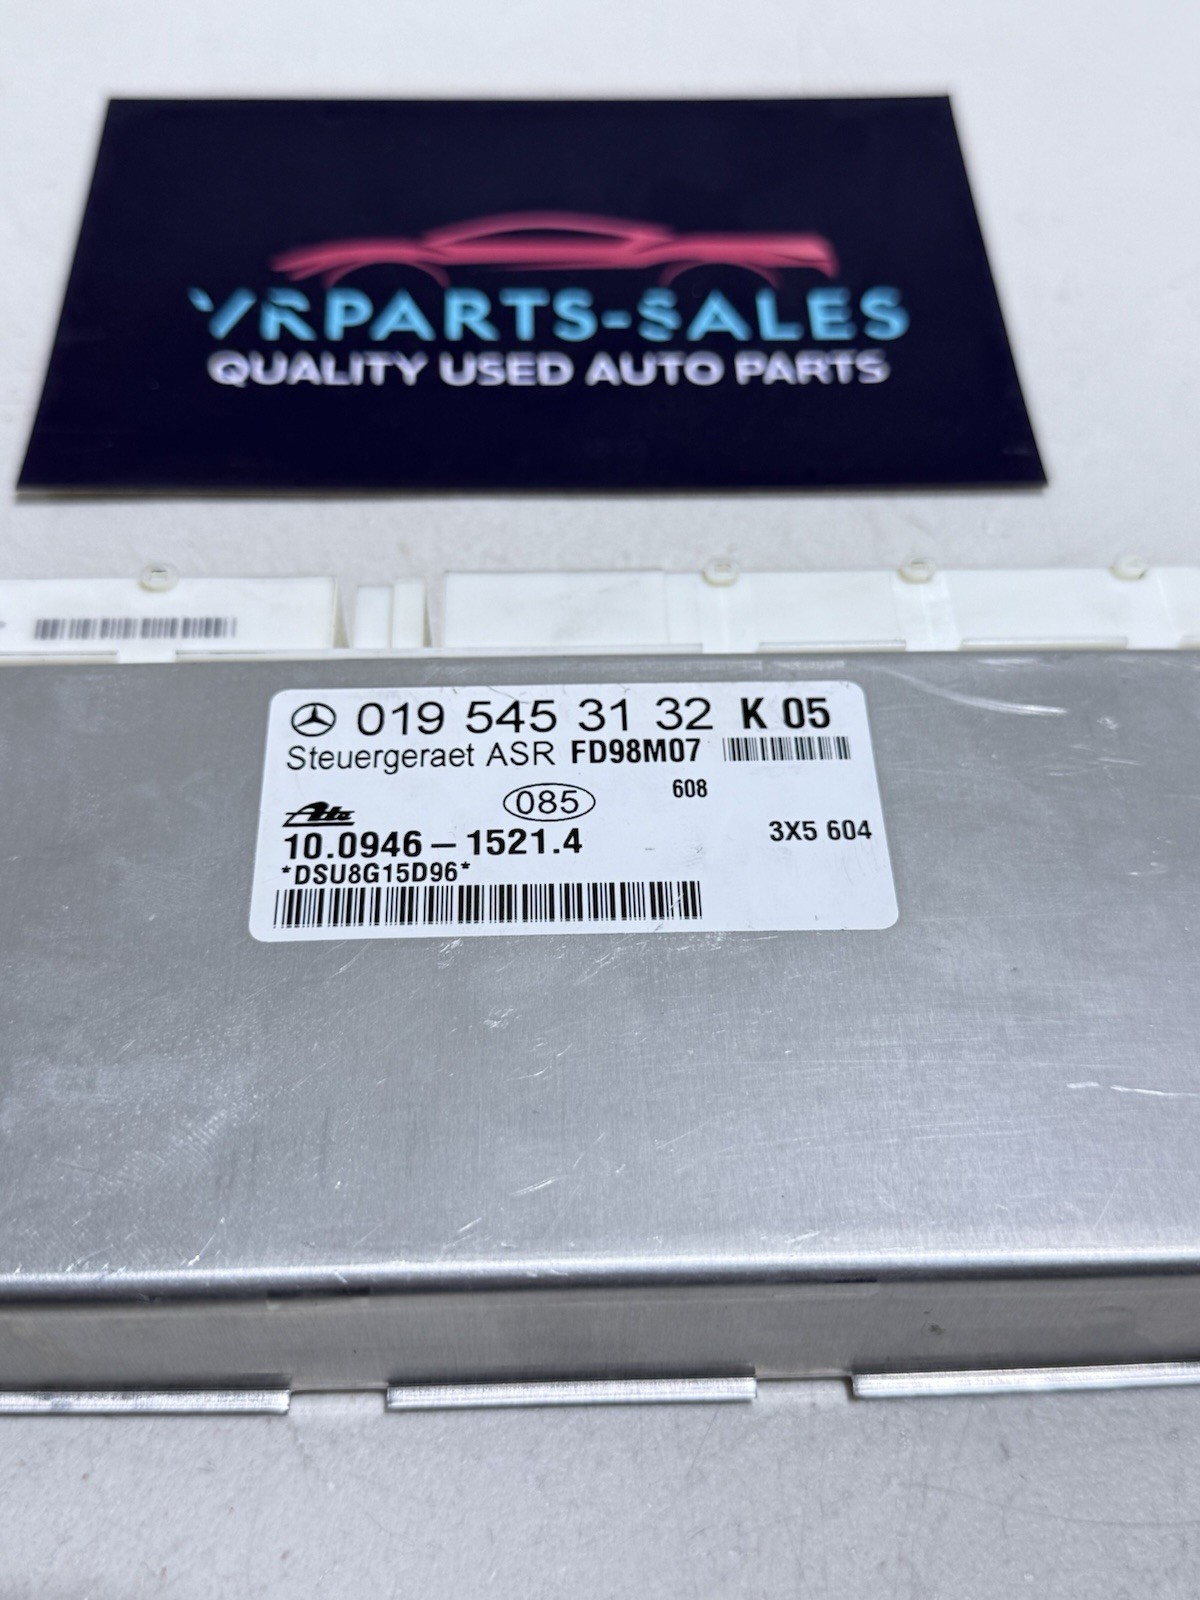 VRPARTS-SALES
QUALITY USED AUTO PARTS
019 545 31 32 K 05
Steuergeraet ASR FD98M07
085 608
Ate
10.0946-1521.4 3X5 604
*DSU8G15D96*